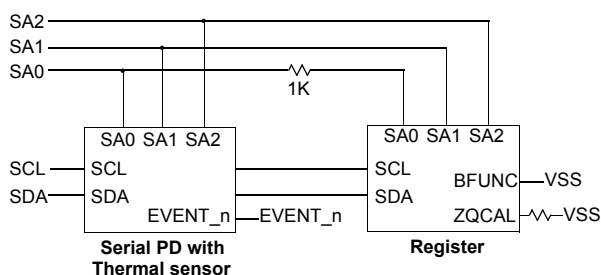 SA2
SA1
SA0
1K
SA0 SA1 SA2
SA0 SA1 SA2
SCL SCL
SCL
SDA SDA
SDA
BFUNC VSS
EVENT_n EVENT_n
ZQCAL VSS
Serial PD with
Thermal sensor
Register